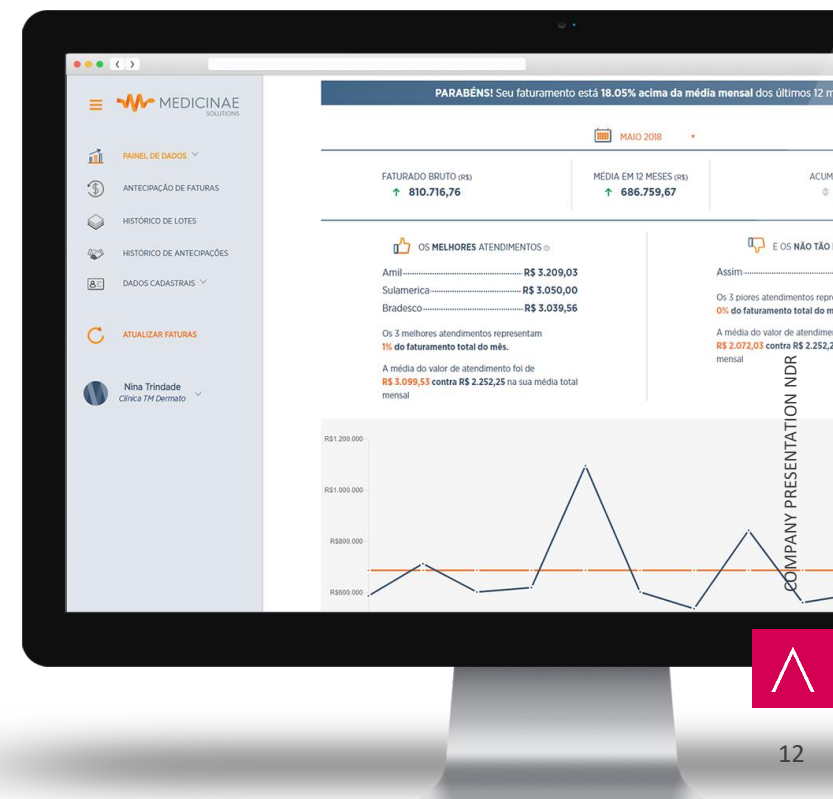 MEDICINAE
SOLUTIONS
PAINEL DE DADOS
ANTECIPAÇÃO DE FATURAS
HISTÓRICO DE LOTES
HISTÓRICO DE ANTECIPAÇÕES
DADOS CADASTRAIS
ATUALIZAR FATURAS
Nina Trindade
Clínica TM Dermato
PARABÉNS! Seu faturamento está 18.05% acima da média mensal dos últimos 12 m
MAIO 2018
FATURADO BRUTO (R$)
810.716,76
MÉDIA EM 12 MESES (R$)
686.759,67
ACUM
OS MELHORES ATENDIMENTOS
Amil R$ 3.209,03
Sulamerica R$ 3.050,00
Bradesco R$ 3.039,56
Os 3 melhores atendimentos representam
1% do faturamento total do mês.
A média do valor de atendimento foi de
R$ 3.099,53 contra R$ 2.252,25 na sua média total
mensal
E OS NÃO TÃO
Assim
Os 3 piores atendimentos repre
0% do faturamento total do m
A média do valor de atendime
R$ 2.072,03 contra R$ 2.252,2
mensal
R$1.200.000
R$1.000.000
R$800.000
R$600.000
COMPANY PRESENTATION NDR
12